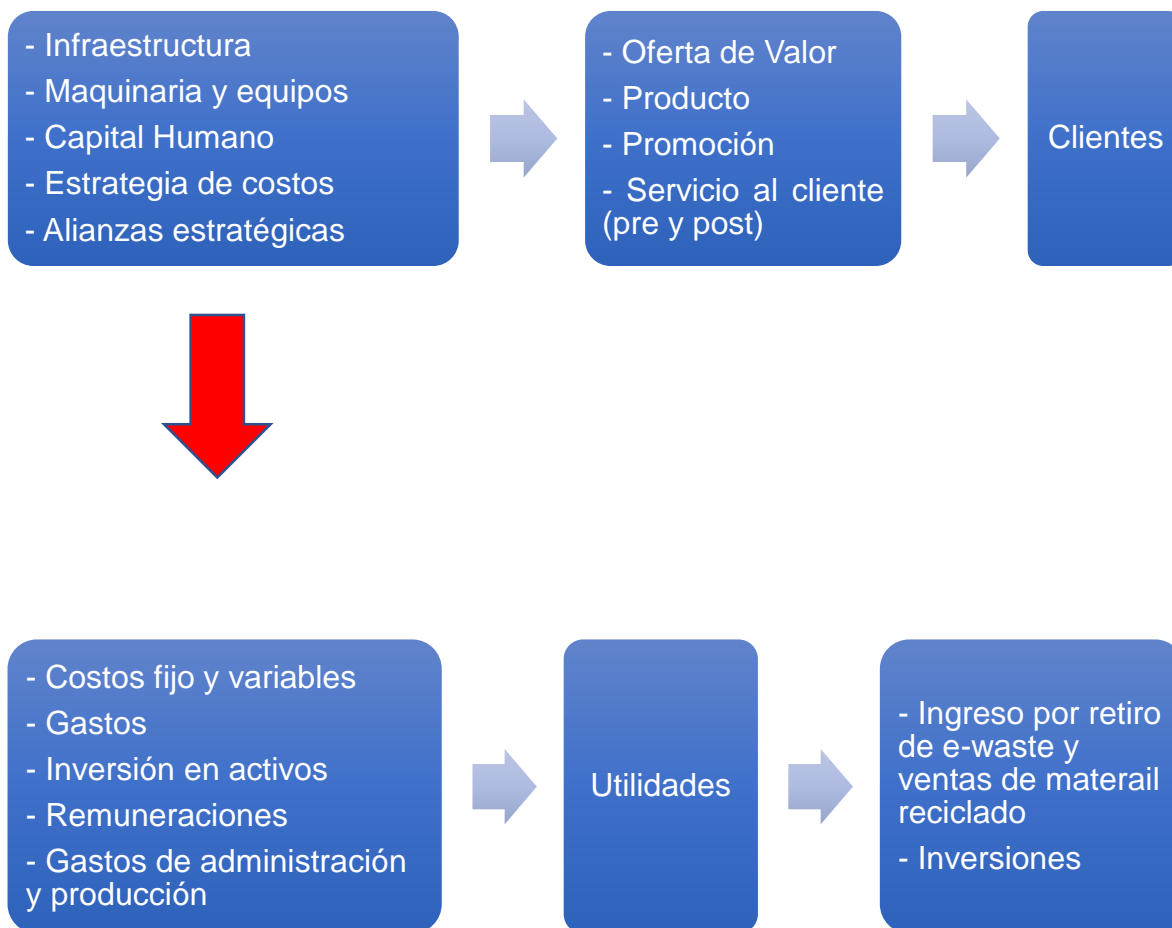 - Infraestructura
- Maquinaria y equipos
- Capital Humano
- Estrategia de costos
- Alianzas estratégicas
- Oferta de Valor
- Producto
- Promoción
- Servicio al cliente
(pre y post)
Clientes
- Costos fijo y variables
- Gastos
- Inversión en activos
- Remuneraciones
- Gastos de administración
y producción
Utilidades
- Ingreso por retiro
de e-waste y
ventas de materail
reciclado
- Inversiones